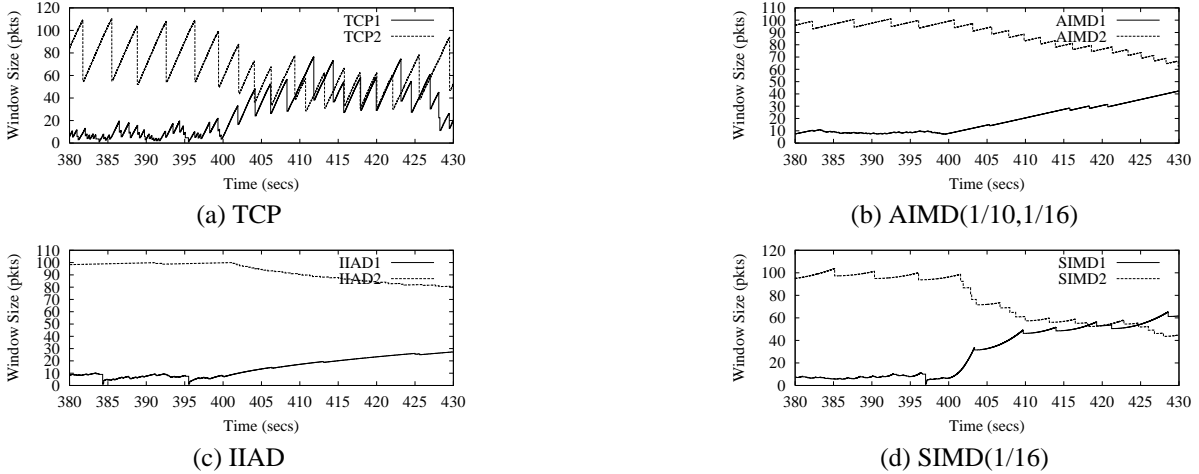 120
100
80
60
40
20
0
Window Size (pkts)
TCP1
TCP2
380 385 390 395 400 405 410 415 420 425 430
Time (secs)
(a) TCP
110
100
90
80
70
60
50
40
30
20
10
0
Window Size (pkts)
AIMD1
AIMD2
380 385 390 395 400 405 410 415 420 425 430
Time (secs)
(b) AIMD(1/10,1/16)
110
100
90
80
70
60
50
40
30
20
10
0
Window Size (pkts)
IIAD1
IIAD2
380 385 390 395 400 405 410 415 420 425 430
Time (secs)
(c) IIAD
120
100
80
60
40
20
0
Window Size (pkts)
SIMD1
SIMD2
380 385 390 395 400 405 410 415 420 425 430
Time (secs)
(d) SIMD(1/16)